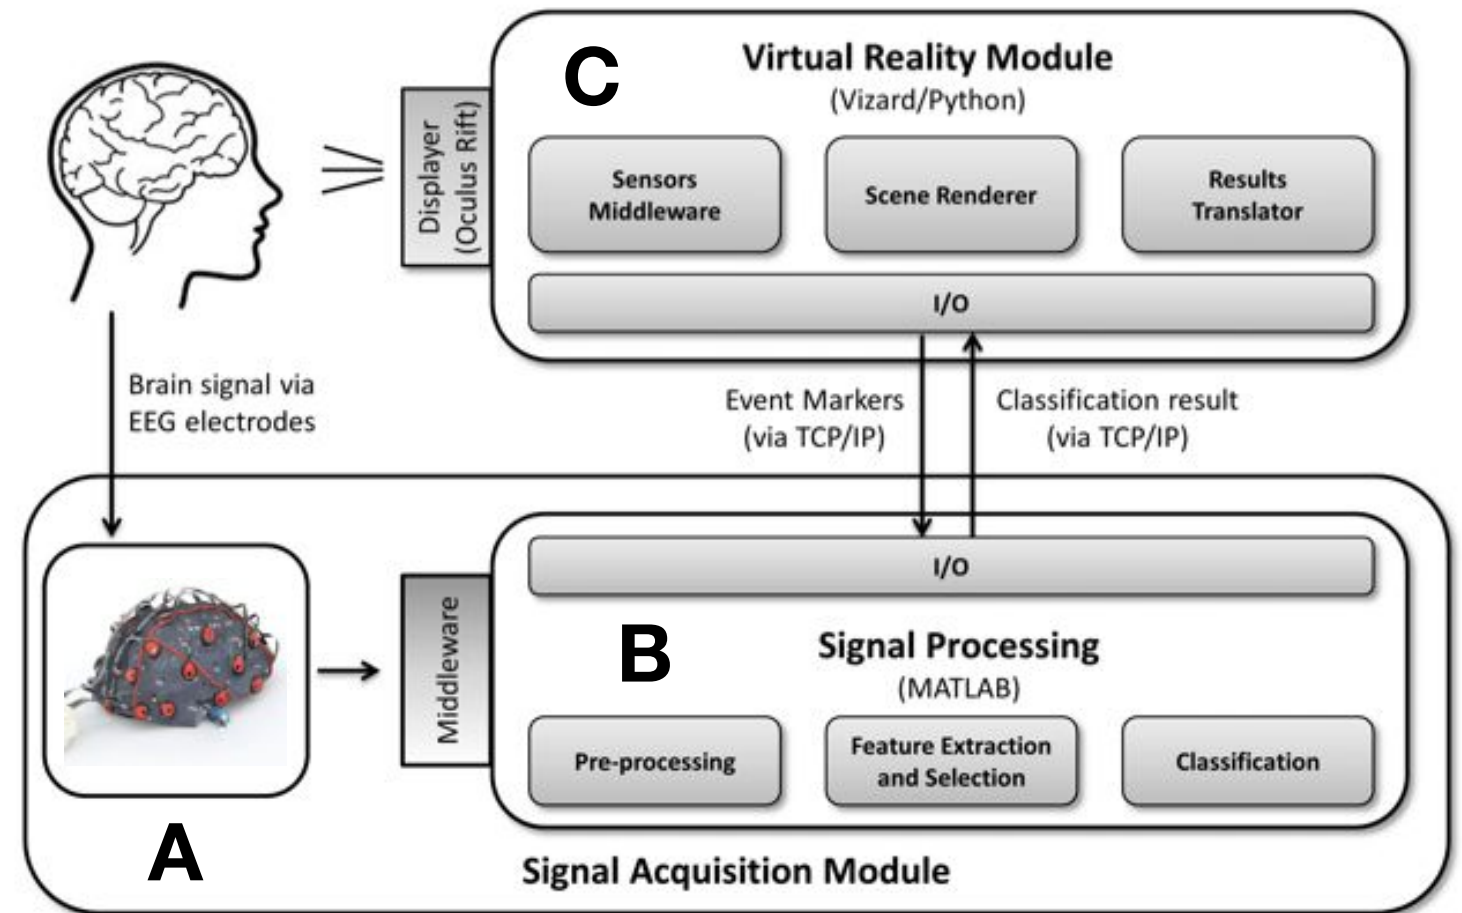 C
Virtual Reality Module
(Vizard/Python)
Displayer
(Oculus Rift)
Sensors
Middleware
Scene Renderer
Results
Translator
I/O
Brain signal via
EEG electrodes
Event Markers
(via TCP/IP)
Classification result
(via TCP/IP)
I/O
Middleware
B
Signal Processing
(MATLAB)
Pre-processing
Feature Extraction
and Selection
Classification
A
Signal Acquisition Module